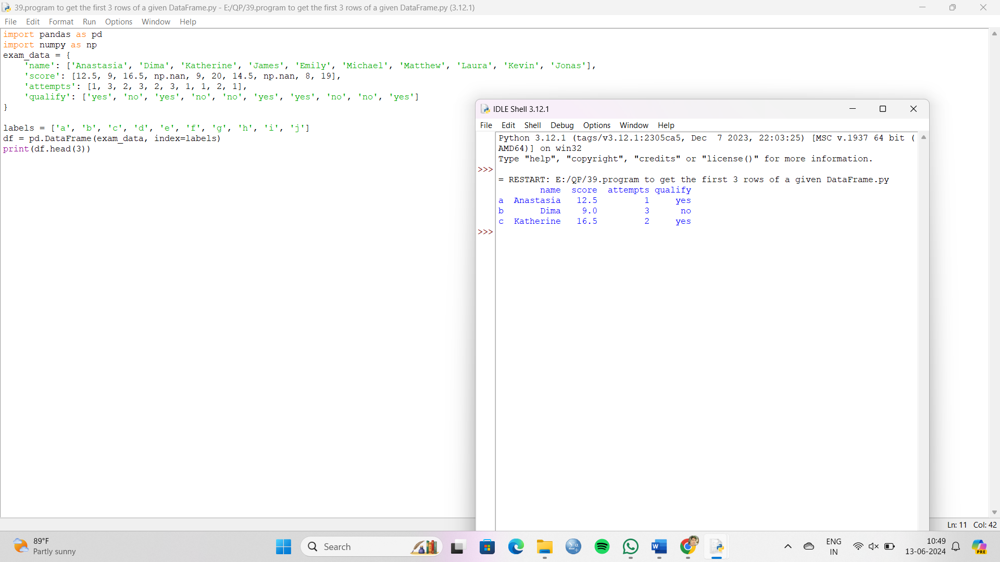 39.program to get the first 3 rows of a given DataFrame.py - E:/QP/39.program to get the first 3 rows of a given DataFrame.py (3.12.1)
File Edit Format Run Options Window Help
import pandas as pd
import numpy as np
exam_data = {
    'name': ['Anastasia', 'Dima', 'Katherine', 'James', 'Emily', 'Michael', 'Matthew', 'Laura', 'Kevin', 'Jonas'],
    'score': [12.5, 9, 16.5, np.nan, 9, 20, 14.5, np.nan, 8, 19],
    'attempts': [1, 3, 2, 3, 2, 3, 1, 1, 2, 1],
    'qualify': ['yes', 'no', 'yes', 'no', 'no', 'yes', 'yes', 'no', 'no', 'yes']
}
labels = ['a', 'b', 'c', 'd', 'e', 'f', 'g', 'h', 'i', 'j']
df = pd.DataFrame(exam_data, index=labels)
print(df.head(3))
IDLE Shell 3.12.1
File Edit Shell Debug Options Window Help
Python 3.12.1 (tags/v3.12.1:2305ca5, Dec  7 2023, 22:03:25) [MSC v.1937 64 bit (
AMD64)] on win32
Type "help", "copyright", "credits" or "license()" for more information.
>>>
= RESTART: E:/QP/39.program to get the first 3 rows of a given DataFrame.py
        name  score  attempts qualify
a  Anastasia   12.5         1     yes
b       Dima    9.0         3      no
c  Katherine   16.5         2     yes
>>>
Ln: 11 Col: 42
89°F
Partly sunny
Search
W
ENG
IN
10:49
13-06-2024
PRE